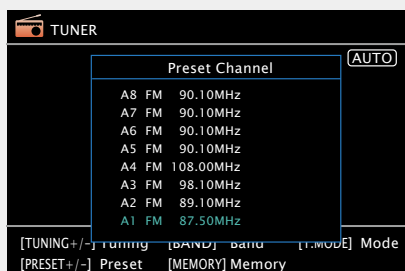 TUNER
AUTO
Preset Channel
A8 FM 90.10MHz
A7 FM 90.10MHz
A6 FM 90.10MHz
A5 FM 90.10MHz
A4 FM 108.00MHz
A3 FM 98.10MHz
A2 FM 89.10MHz
A1 FM 87.50MHz
[TUNING+/-] Tuning [BAND] Band [T.MODE] Mode
[PRESET+/-] Preset [MEMORY] Memory